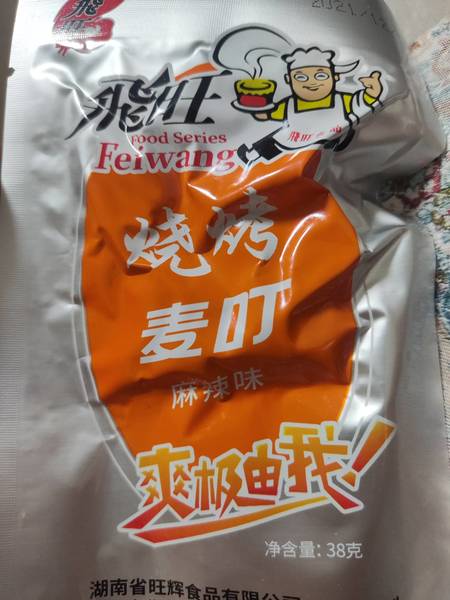 飛旺
Food Series
Feiwang
烧烤
麦叮
麻辣味
爽极由我!
净含量: 38克
湖南省旺辉食品有限公司